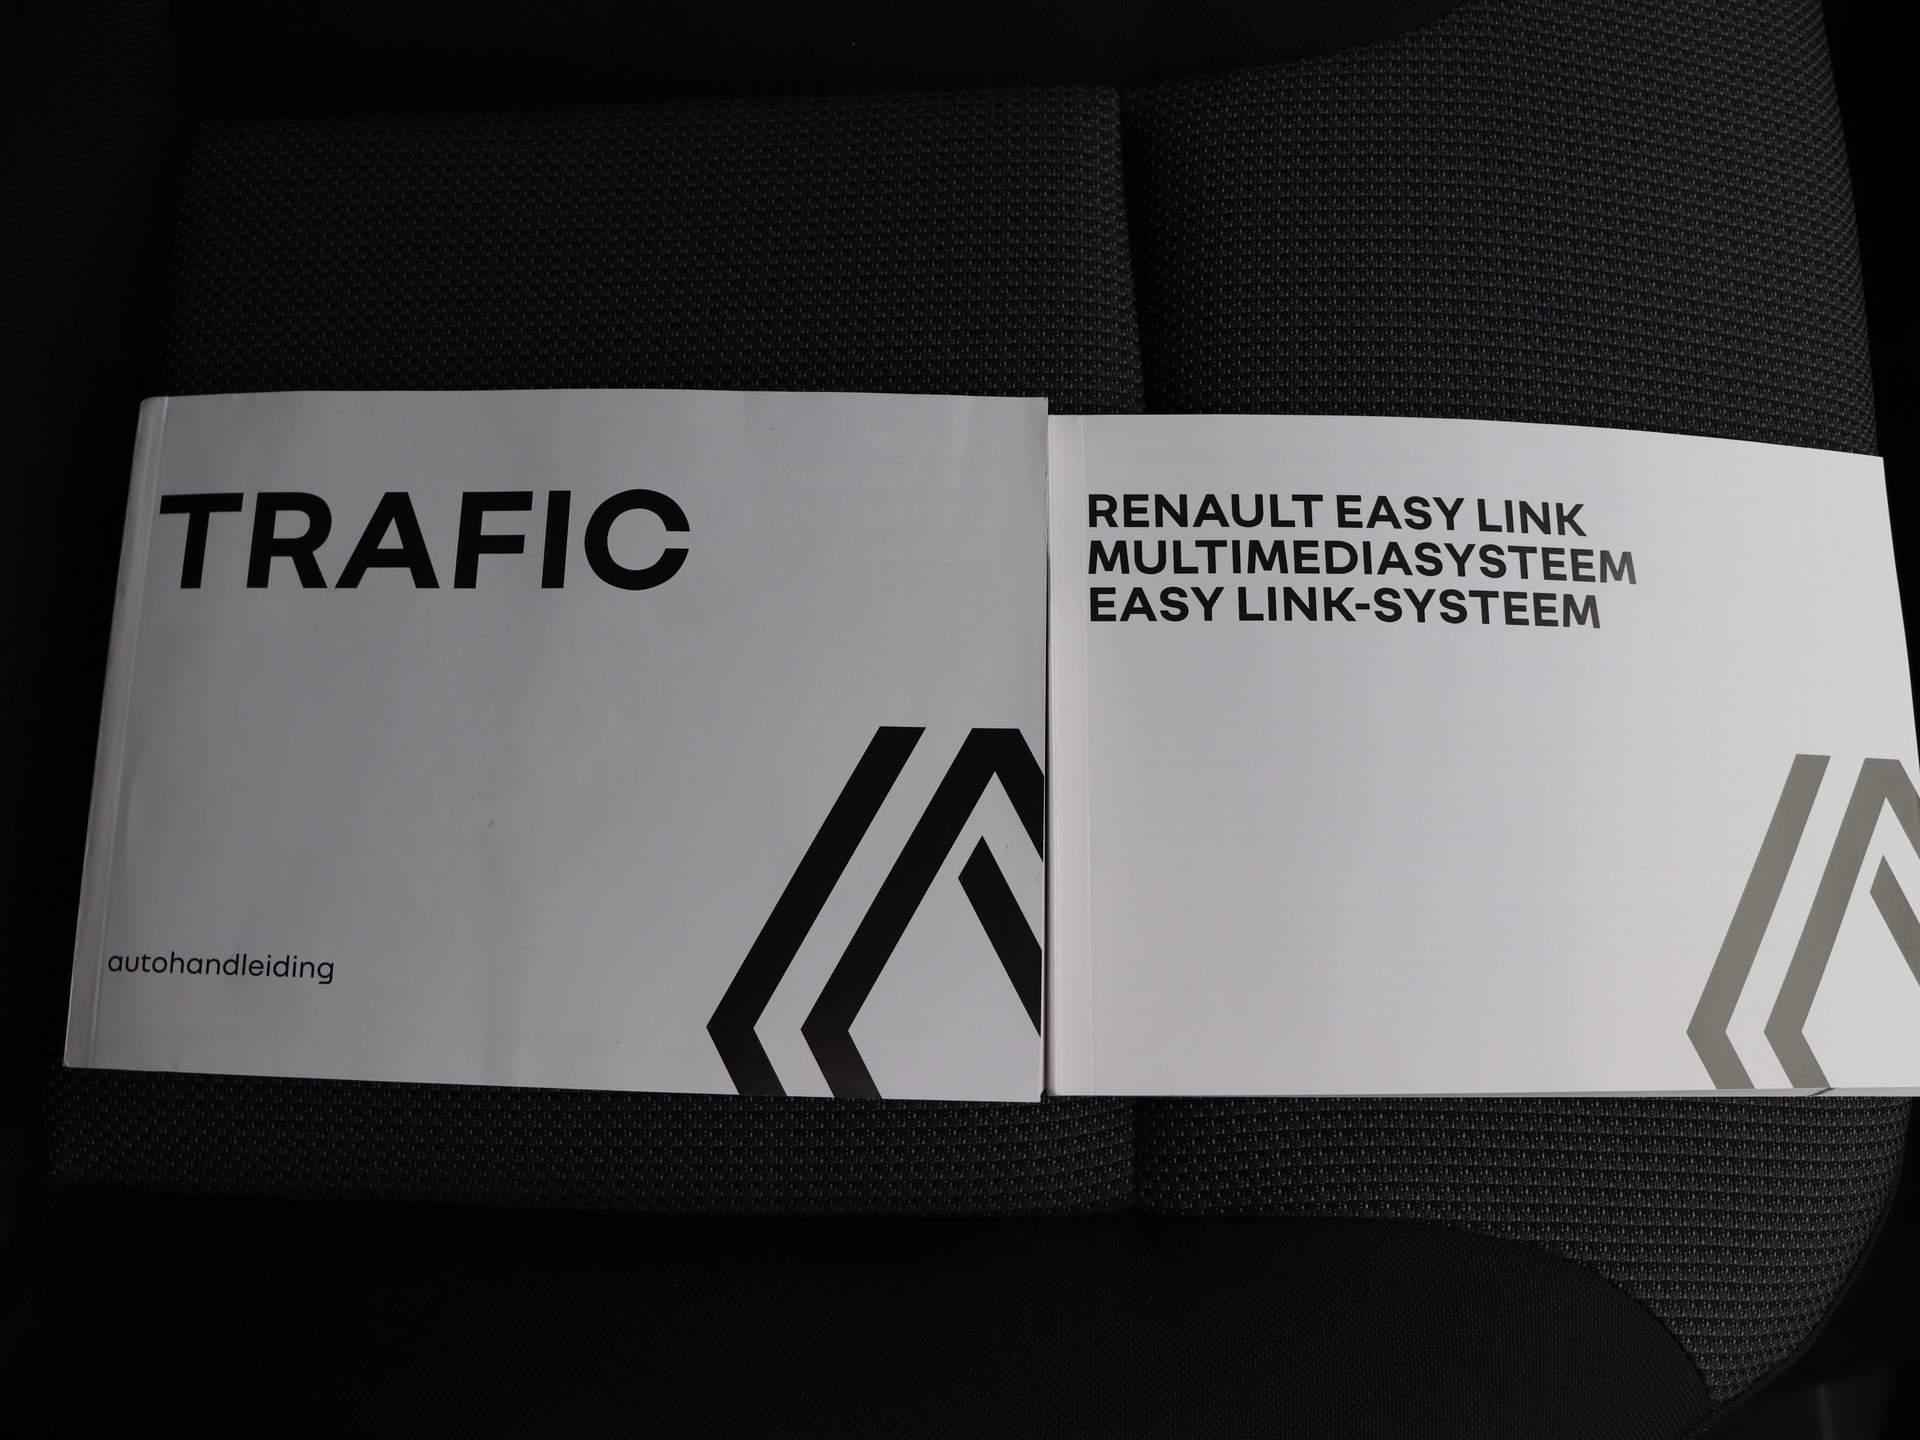 TRAFIC
autohandleiding
RENAULT EASY LINK
MULTIMEDIASYSTEEM
EASY LINK-SYSTEEM